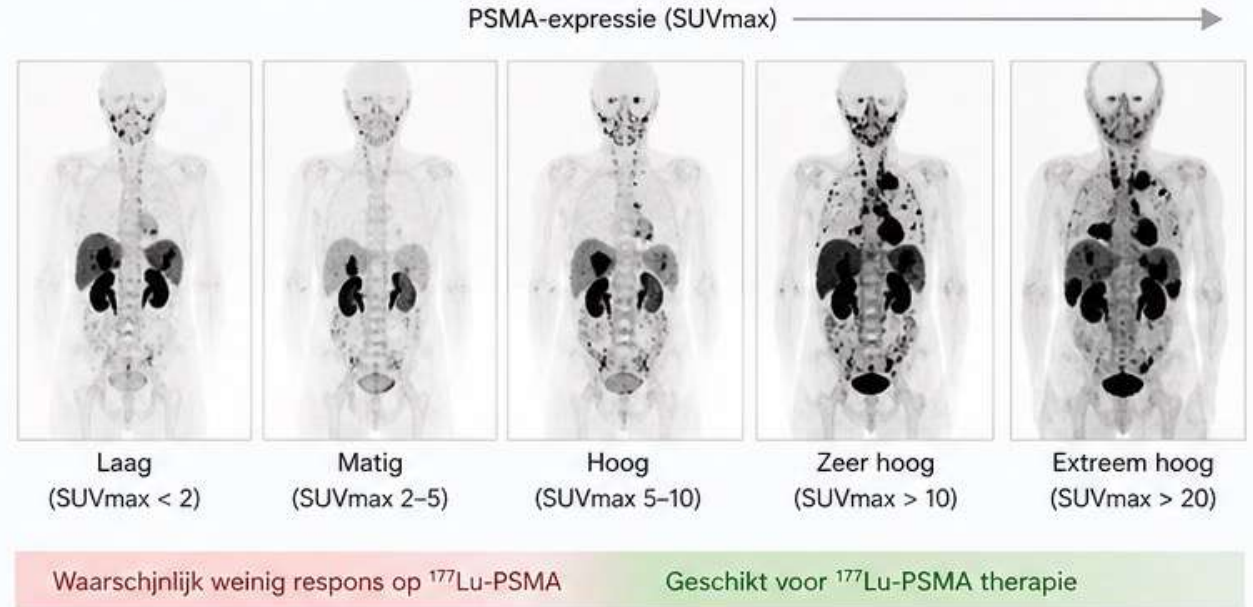 PSMA-expressie (SUVmax)
Laag
(SUVmax < 2)
Matig
(SUVmax 2–5)
Hoog
(SUVmax 5–10)
Zeer hoog
(SUVmax > 10)
Extreem hoog
(SUVmax > 20)
Waarschjnlijk weinig respons op ¹⁷⁷Lu-PSMA
Geschikt voor ¹⁷⁷Lu-PSMA therapie